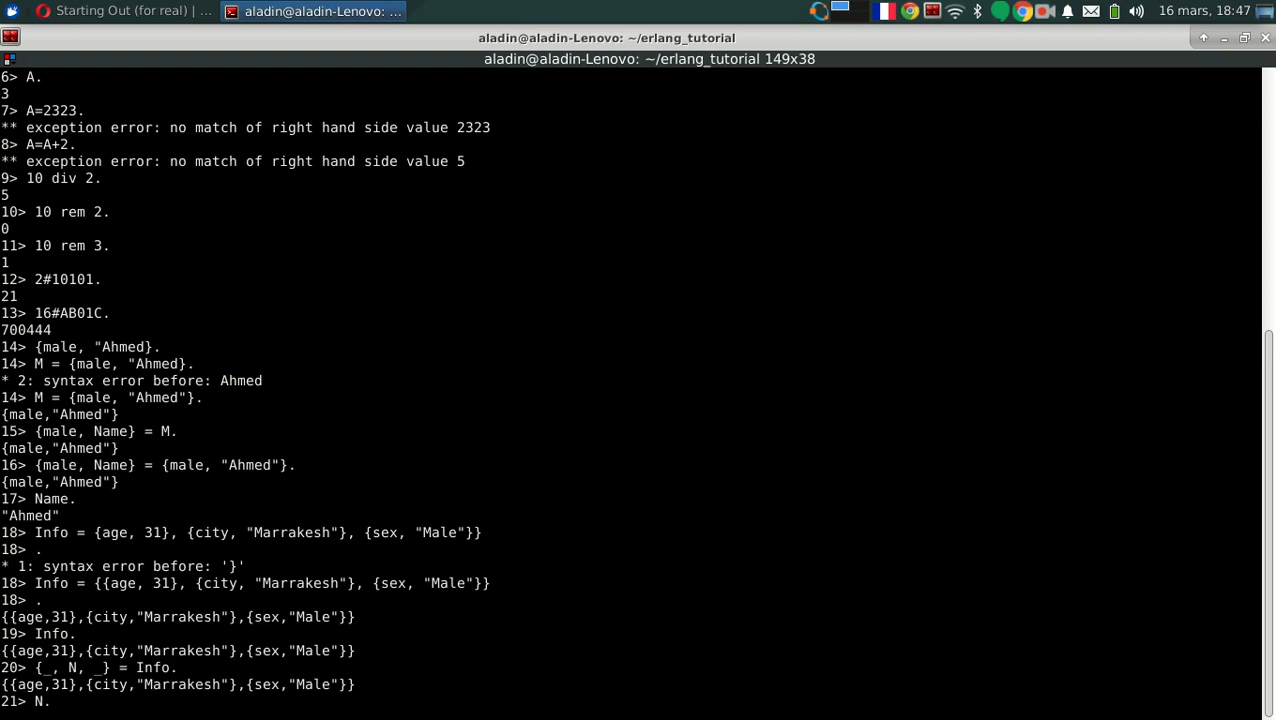 Starting Out (for real) | ...
aladin@aladin-Lenovo: ...
16 mars, 18:47
aladin@aladin-Lenovo: ~/erlang_tutorial
aladin@aladin-Lenovo: ~/erlang_tutorial 149x38
6> A.
3
7> A=2323.
** exception error: no match of right hand side value 2323
8> A=A+2.
** exception error: no match of right hand side value 5
9> 10 div 2.
5
10> 10 rem 2.
0
11> 10 rem 3.
1
12> 2#10101.
21
13> 16#AB01C.
700444
14> {male, "Ahmed}.
14> M = {male, "Ahmed}.
* 2: syntax error before: Ahmed
14> M = {male, "Ahmed"}.
{male,"Ahmed"}
15> {male, Name} = M.
{male,"Ahmed"}
16> {male, Name} = {male, "Ahmed"}.
{male,"Ahmed"}
17> Name.
"Ahmed"
18> Info = {age, 31}, {city, "Marrakesh"}, {sex, "Male"}}
18> .
* 1: syntax error before: '}'
18> Info = {{age, 31}, {city, "Marrakesh"}, {sex, "Male"}}
18> .
{{age,31},{city,"Marrakesh"},{sex,"Male"}}
19> Info.
{{age,31},{city,"Marrakesh"},{sex,"Male"}}
20> {_, N, _} = Info.
{{age,31},{city,"Marrakesh"},{sex,"Male"}}
21> N.